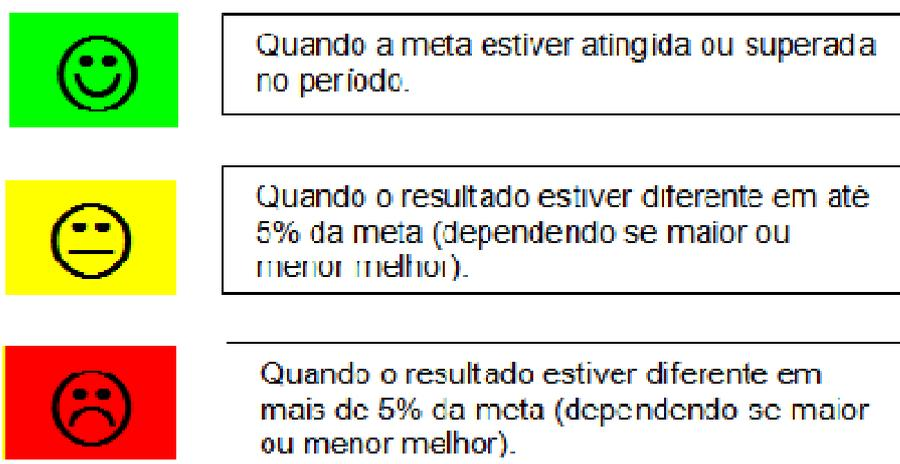 Quando a meta estiver atingida ou superada
no período.
Quando o resultado estiver diferente em até
5% da meta (dependendo se maior ou
menor melhor).
Quando o resultado estiver diferente em
mais de 5% da meta (dependendo se maior
ou menor melhor).